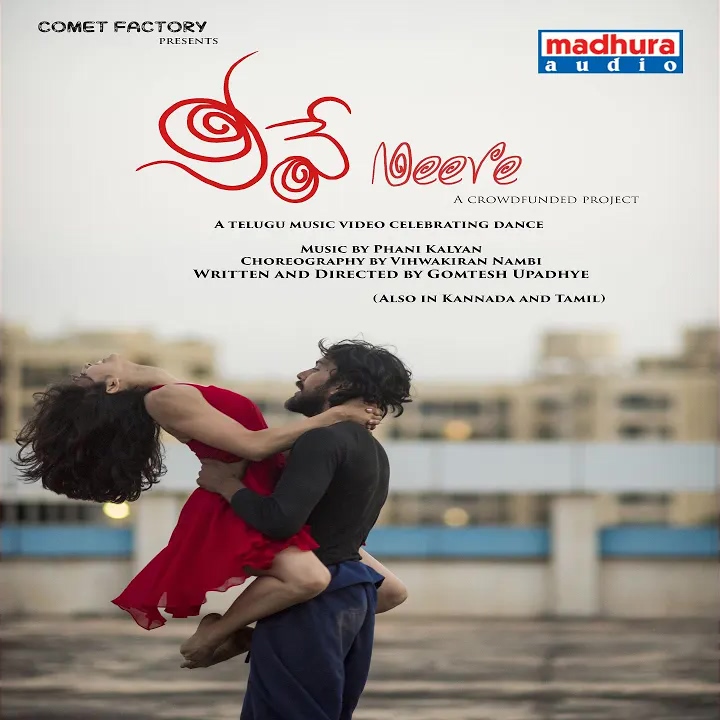 COMET FACTORY
PRESENTS
madhura
audio
నీవే Neeve
A CROWDFUNDED PROJECT
A TELUGU MUSIC VIDEO CELEBRATING DANCE
MUSIC BY PHANI KALYAN
CHOREOGRAPHY BY VIHWAKIRAN NAMBI
WRITTEN AND DIRECTED BY GOMTESH UPADHYE
(ALSO IN KANNADA AND TAMIL)